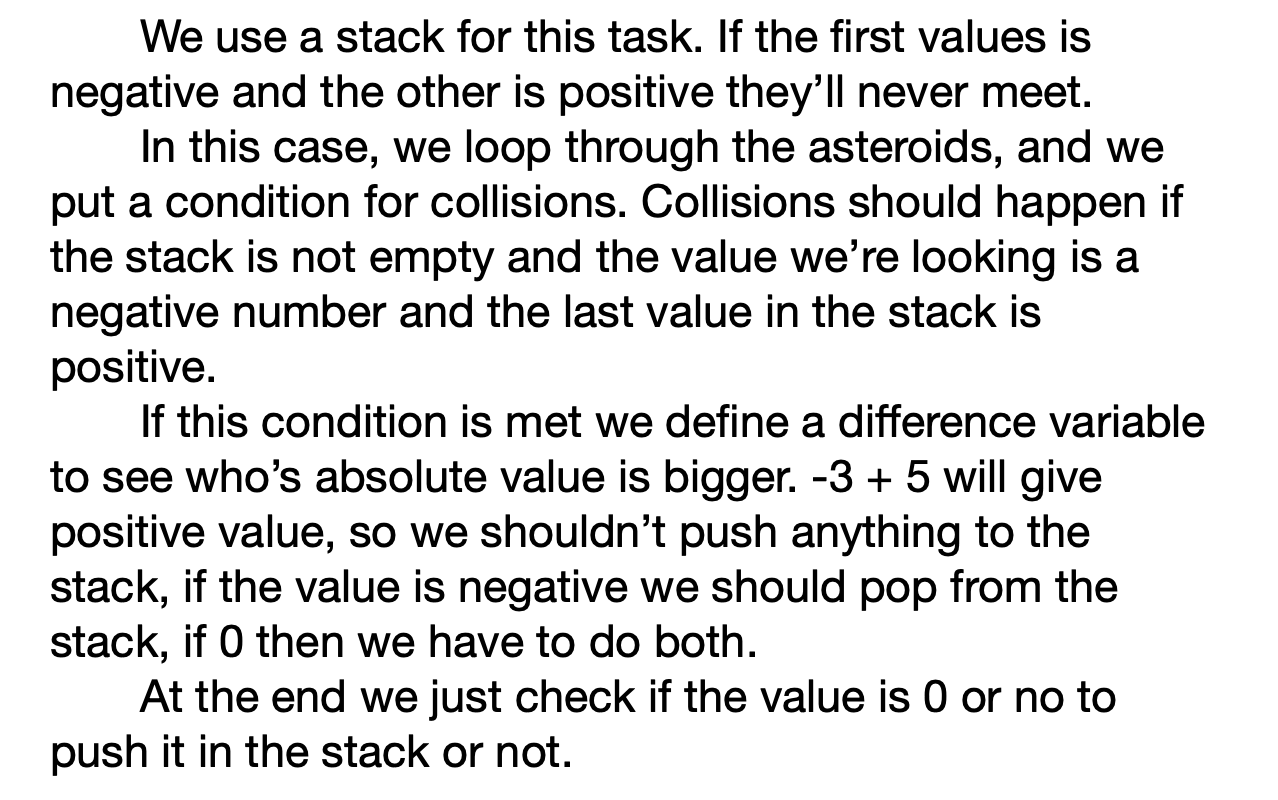 We use a stack for this task. If the first values is
negative and the other is positive they’ll never meet.
In this case, we loop through the asteroids, and we
put a condition for collisions. Collisions should happen if
the stack is not empty and the value we’re looking is a
negative number and the last value in the stack is
positive.
If this condition is met we define a difference variable
to see who’s absolute value is bigger. -3 + 5 will give
positive value, so we shouldn’t push anything to the
stack, if the value is negative we should pop from the
stack, if 0 then we have to do both.
At the end we just check if the value is 0 or no to
push it in the stack or not.